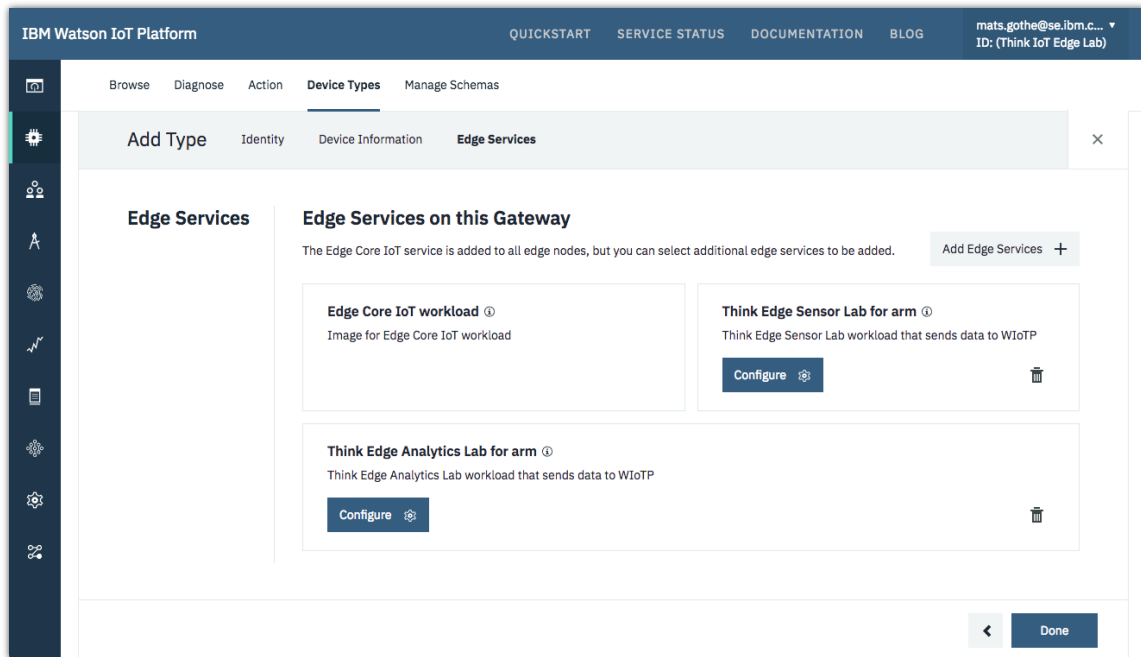 IBM Watson IoT Platform
QUICKSTART
SERVICE STATUS
DOCUMENTATION
BLOG
mats.gothe@se.ibm.c...
ID: (Think IoT Edge Lab)
Browse
Diagnose
Action
Device Types
Manage Schemas
Add Type
Identity
Device Information
Edge Services
Edge Services
Edge Services on this Gateway
The Edge Core IoT service is added to all edge nodes, but you can select additional edge services to be added.
Add Edge Services
Edge Core IoT workload
Image for Edge Core IoT workload
Think Edge Sensor Lab for arm
Think Edge Sensor Lab workload that sends data to WIoTP
Configure
Think Edge Analytics Lab for arm
Think Edge Analytics Lab workload that sends data to WIoTP
Configure
Done